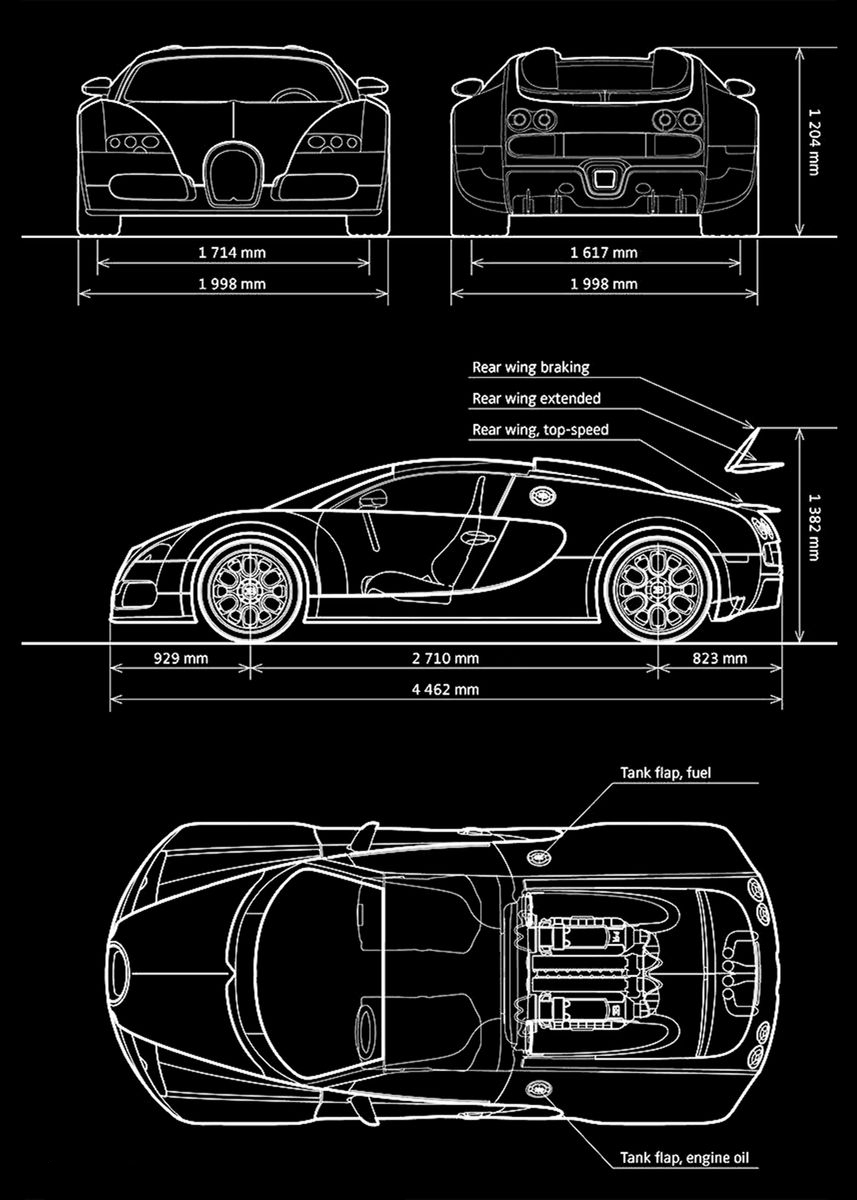 1 204 mm
1 714 mm
1 617 mm
1 998 mm
1 998 mm
Rear wing braking
Rear wing extended
Rear wing, top-speed
1 382 mm
929 mm
2 710 mm
823 mm
4 462 mm
Tank flap, fuel
Tank flap, engine oil